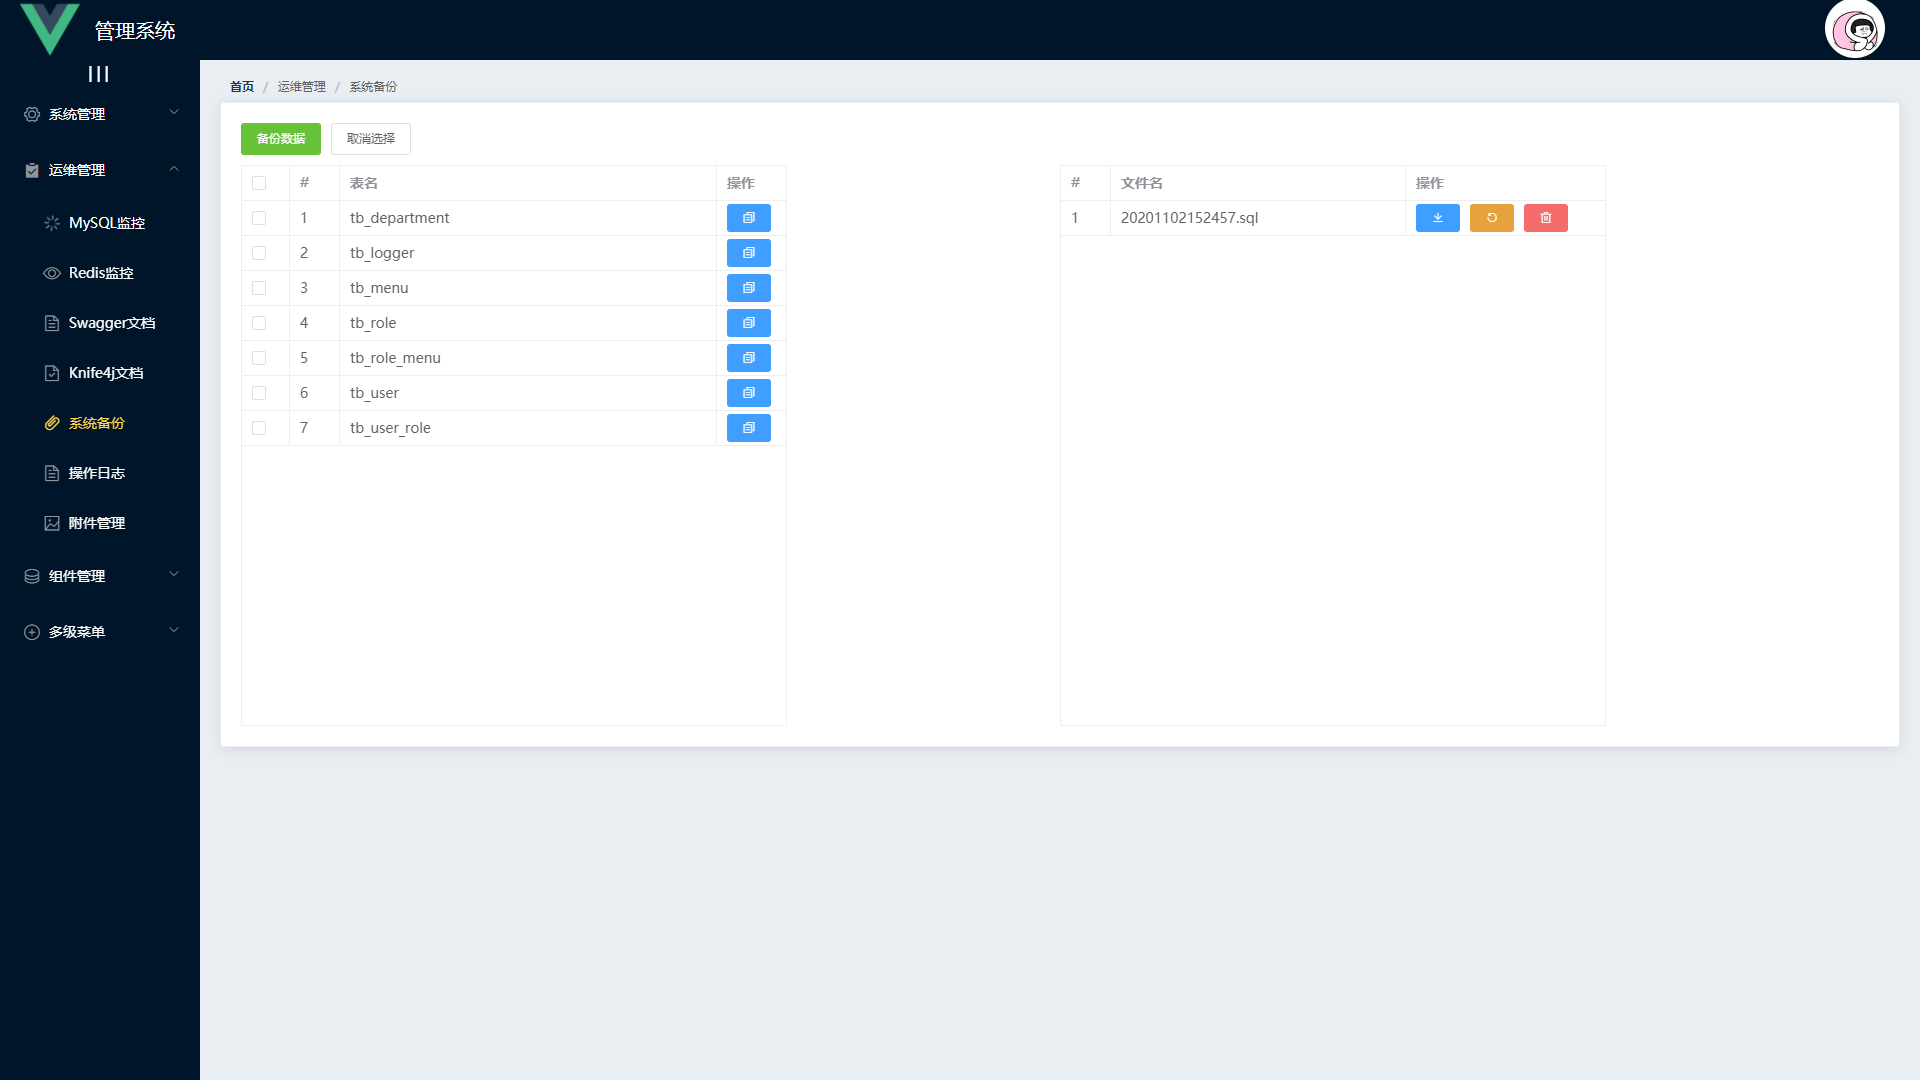 管理系统
系统管理
运维管理
MySQL监控
Redis监控
Swagger文档
Knife4j文档
系统备份
操作日志
附件管理
组件管理
多级菜单
首页 / 运维管理 / 系统备份
备份数据 取消选择
# 表名 操作
1 tb_department
2 tb_logger
3 tb_menu
4 tb_role
5 tb_role_menu
6 tb_user
7 tb_user_role
# 文件名 操作
1 20201102152457.sql